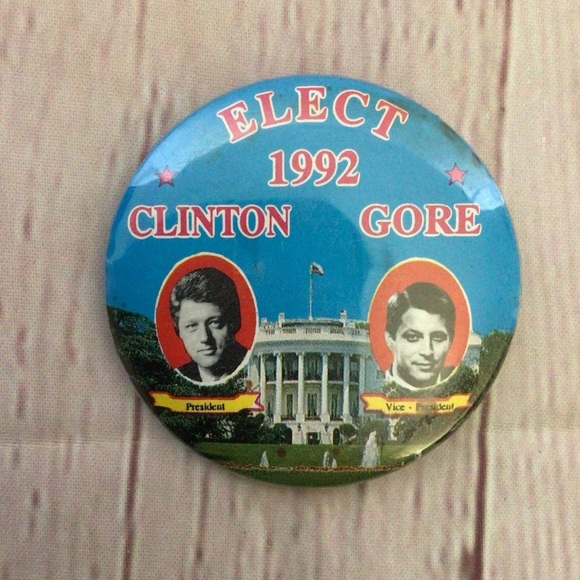 ELECT
1992
CLINTON GORE
President
Vice - President